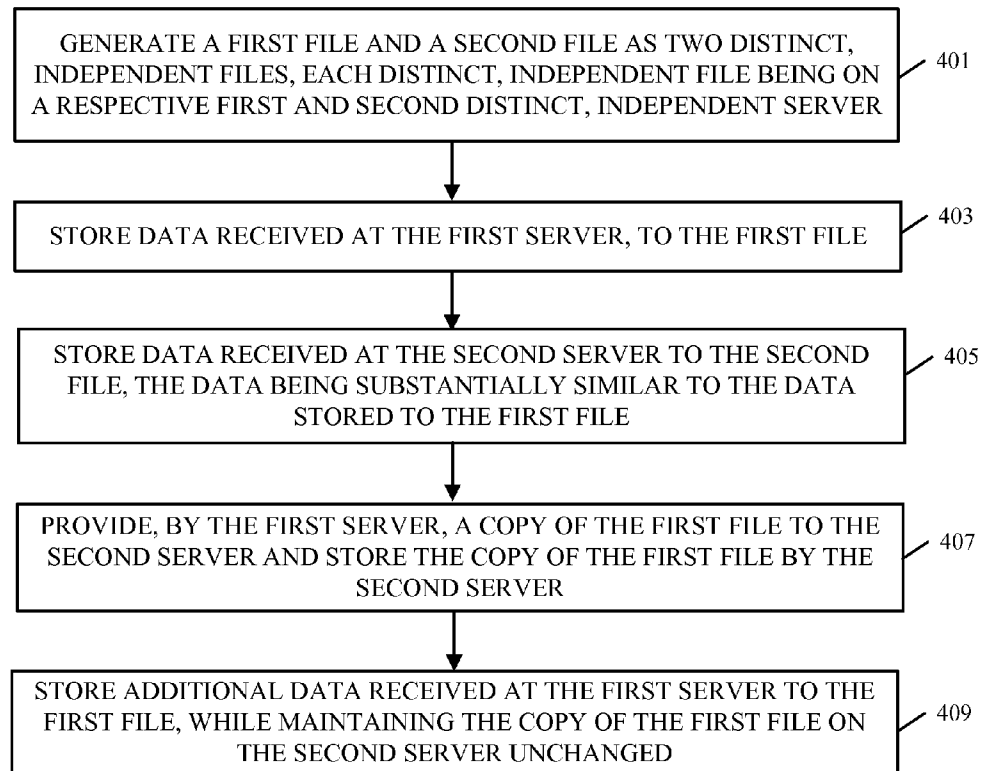 GENERATE A FIRST FILE AND A SECOND FILE AS TWO DISTINCT,
INDEPENDENT FILES, EACH DISTINCT, INDEPENDENT FILE BEING ON
A RESPECTIVE FIRST AND SECOND DISTINCT, INDEPENDENT SERVER
401
STORE DATA RECEIVED AT THE FIRST SERVER, TO THE FIRST FILE
403
STORE DATA RECEIVED AT THE SECOND SERVER TO THE SECOND
FILE, THE DATA BEING SUBSTANTIALLY SIMILAR TO THE DATA
STORED TO THE FIRST FILE
405
PROVIDE, BY THE FIRST SERVER, A COPY OF THE FIRST FILE TO THE
SECOND SERVER AND STORE THE COPY OF THE FIRST FILE BY THE
SECOND SERVER
407
STORE ADDITIONAL DATA RECEIVED AT THE FIRST SERVER TO THE
FIRST FILE, WHILE MAINTAINING THE COPY OF THE FIRST FILE ON
THE SECOND SERVER UNCHANGED
409